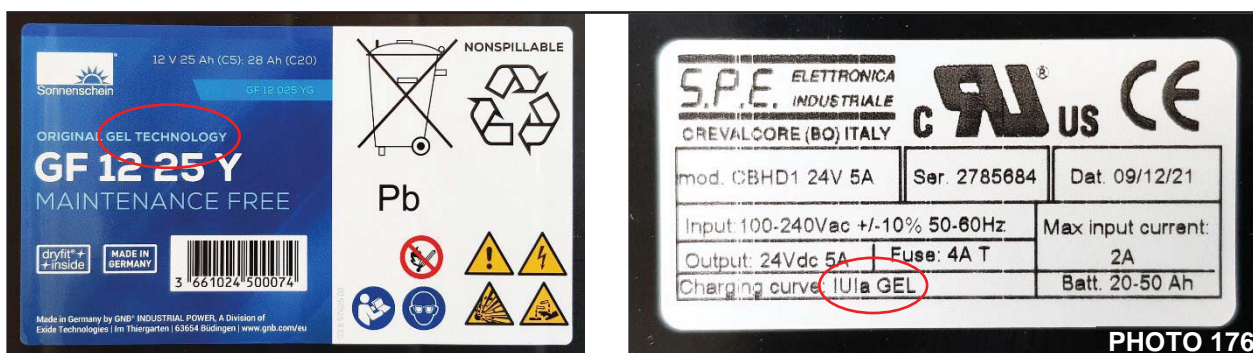 12 V 25 Ah (C5); 28 Ah (C20)
Sonnenschein
GF 12 025 YG
ORIGINAL GEL TECHNOLOGY
GF 12 25 Y
MAINTENANCE FREE
dryfit®+
+inside
MADE IN
GERMANY
3 661024 500074
Made in Germany by GNB® INDUSTRIAL POWER, A Division of
Exide Technologies | Im Thiergarten | 63654 Büdingen | www.gnb.com/eu
NONSPILLABLE
Pb
S.P.E. ELETTRONICA
INDUSTRIALE
CREVALCORE (BO) ITALY
C US CE
mod. CBHD1 24V 5A
Ser. 2785684
Dat. 09/12/21
Input:100-240Vac +/-10% 50-60Hz
Max input current:
2A
Output: 24Vdc 5A
Fuse: 4A T
Charging curve: IUIa GEL
Batt. 20-50 Ah
PHOTO 176